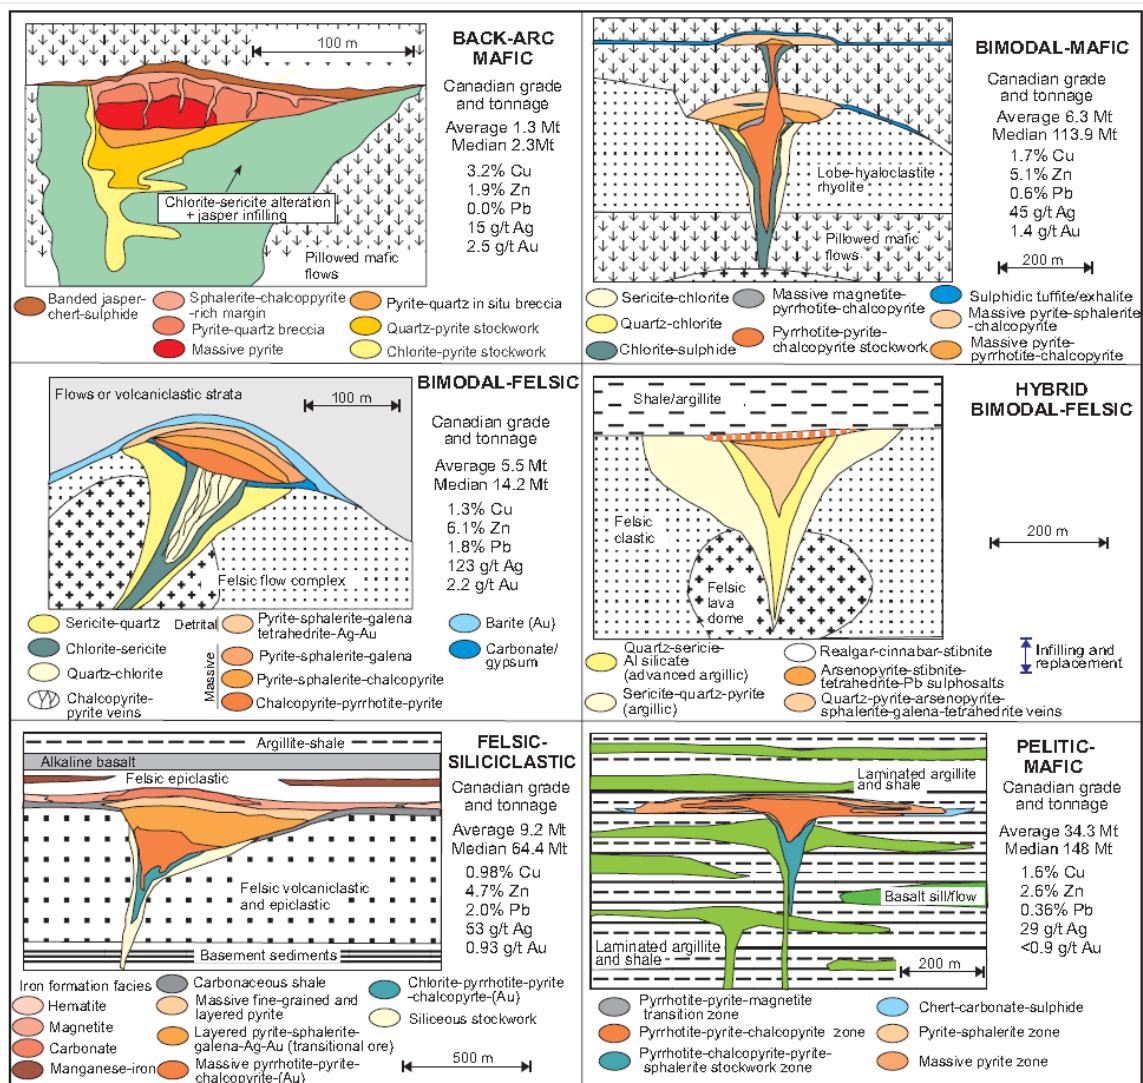 100 m
BACK-ARC
MAFIC
Canadian grade
and tonnage
Average 1.3 Mt
Median 2.3Mt
3.2% Cu
1.9% Zn
0.0% Pb
15 g/t Ag
2.5 g/t Au
Chlorite-sericite alteration
+ jasper infilling
Pillowed mafic
flows
Banded jasper-
chert-sulphide
Sphalerite-chalcoppyrite
-rich margin
Pyrite-quartz breccia
Massive pyrite
Pyrite-quartz in situ breccia
Quartz-pyrite stockwork
Chlorite-pyrite stockwork
BIMODAL-MAFIC
Canadian grade
and tonnage
Average 6.3 Mt
Median 113.9 Mt
1.7% Cu
5.1% Zn
0.6% Pb
45 g/t Ag
1.4 g/t Au
Lobe-hyaloclastite
rhyolite
Pillowed mafic
flows
200 m
Sericite-chlorite
Quartz-chlorite
Chlorite-sulphide
Massive magnetite-
pyrrhotite-chalcopyrite
Pyrrhotite-pyrite-
chalcopyrite stockwork
Sulphidic tuffite/exhalite
Massive pyrite-sphalerite
-chalcopyrite
Massive pyrite-
pyrrhotite-chalcopyrite
BIMODAL-FELSIC
Flows or volcaniclastic strata
100 m
Canadian grade
and tonnage
Average 5.5 Mt
Median 14.2 Mt
1.3% Cu
6.1% Zn
1.8% Pb
123 g/t Ag
2.2 g/t Au
Felsic flow complex
Sericite-quartz
Chlorite-sericite
Quartz-chlorite
Chalcopyrite-
pyrite veins
Detrital
Massive
Pyrite-sphalerite-galena
tetrahedrite-Ag-Au
Pyrite-sphalerite-galena
Pyrite-sphalerite-chalcopyrite
Chalcopyrite-pyrrhotite-pyrite
Barite (Au)
Carbonate/
gypsum
HYBRID
BIMODAL-FELSIC
Shale/argillite
Felsic
clastic
200 m
Felsic
lava
dome
Quartz-sericie-
Al silicate
(advanced argillic)
Sericite-quartz-pyrite
(argillic)
Realgar-cinnabar-stibnite
Arsenopyrite-stibnite-
tetrahedrite-Pb sulphosalts
Quartz-pyrite-arsenopyrite-
sphalerite-galena-tetrahedrite veins
Infilling and
replacement
FELSIC-
SILICICLASTIC
Argillite-shale
Alkaline basalt
Felsic epiclastic
Canadian grade
and tonnage
Average 9.2 Mt
Median 64.4 Mt
0.98% Cu
4.7% Zn
2.0% Pb
53 g/t Ag
0.93 g/t Au
Felsic volcaniclastic
and epiclastic
Basement sediments
Iron formation facies
Hematite
Magnetite
Carbonate
Manganese-iron
Carbonaceous shale
Massive fine-grained and
layered pyrite
Layered pyrite-sphalerite-
galena-Ag-Au (transitional ore)
Massive pyrrhotite-pyrite-
chalcopyrite-(Au)
Chlorite-pyrrhotite-pyrite
-chalcopyrte-(Au)
Siliceous stockwork
500 m
PELITIC-
MAFIC
Laminated argillite
and shale
Canadian grade
and tonnage
Average 34.3 Mt
Median 148 Mt
1.6% Cu
2.6% Zn
0.36% Pb
29 g/t Ag
<0.9 g/t Au
Basalt sill/flow
Laminated argillite
and shale
200 m
Pyrrhotite-pyrite-magnetite
transition zone
Pyrrhotite-pyrite-chalcopyrite zone
Pyrrhotite-chalcopyrite-pyrite-
sphalerite stockwork zone
Chert-carbonate-sulphide
Pyrite-sphalerite zone
Massive pyrite zone